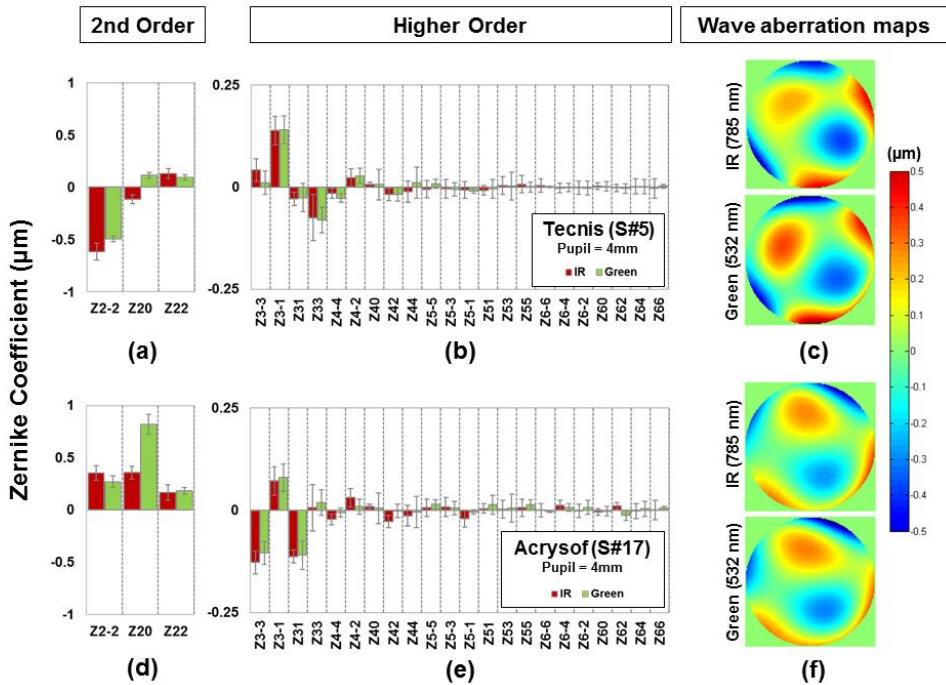 2nd Order
Higher Order
Wave aberration maps
Zernike Coefficient (μm)
1
0.5
0
-0.5
-1
Z2-2 Z20 Z22
(a)
0.25
0
-0.25
Tecnis (S#5)
Pupil = 4mm
IR Green
Z3-3 Z3-1 Z31 Z33 Z4-4 Z4-2 Z40 Z42 Z44 Z5-5 Z5-3 Z5-1 Z51 Z53 Z55 Z6-6 Z6-4 Z6-2 Z60 Z62 Z64 Z66
(b)
IR (785 nm)
Green (532 nm)
(c)
(μm)
0.5
0.4
0.3
0.2
0.1
0
-0.1
-0.2
-0.3
-0.4
-0.5
1
0.5
0
-0.5
-1
Z2-2 Z20 Z22
(d)
0.25
0
-0.25
Acrysof (S#17)
Pupil = 4mm
IR Green
Z3-3 Z3-1 Z31 Z33 Z4-4 Z4-2 Z40 Z42 Z44 Z5-5 Z5-3 Z5-1 Z51 Z53 Z55 Z6-6 Z6-4 Z6-2 Z60 Z62 Z64 Z66
(e)
IR (785 nm)
Green (532 nm)
(f)